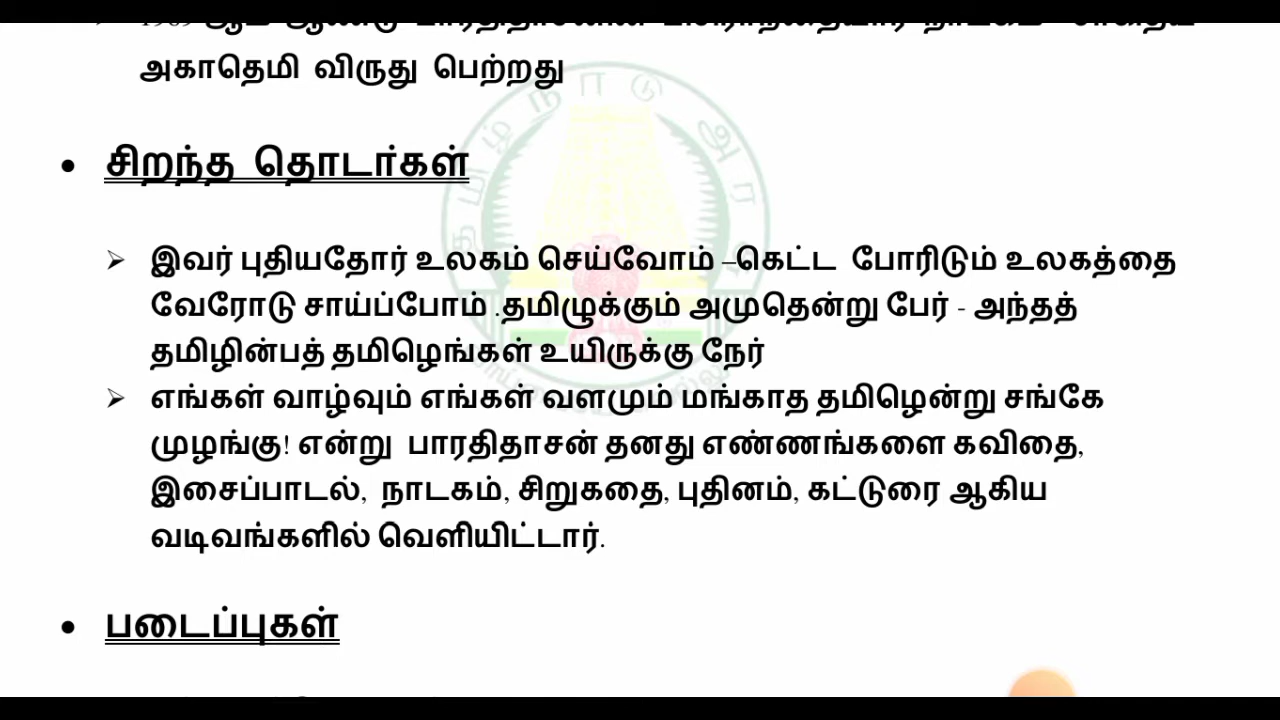 அகாதெமி விருது பெற்றது
சிறந்த தொடர்கள்
இவர் புதியதோர் உலகம் செய்வோம் –கெட்ட போரிடும் உலகத்தை
வேரோடு சாய்ப்போம் .தமிழுக்கும் அமுதென்று பேர் - அந்தத்
தமிழின்பத் தமிழெங்கள் உயிருக்கு நேர்
எங்கள் வாழ்வும் எங்கள் வளமும் மங்காத தமிழென்று சங்கே
முழங்கு! என்று பாரதிதாசன் தனது எண்ணங்களை கவிதை,
இசைப்பாடல், நாடகம், சிறுகதை, புதினம், கட்டுரை ஆகிய
வடிவங்களில் வெளியிட்டார்.
படைப்புகள்
தமிழ் நாடு அரசு